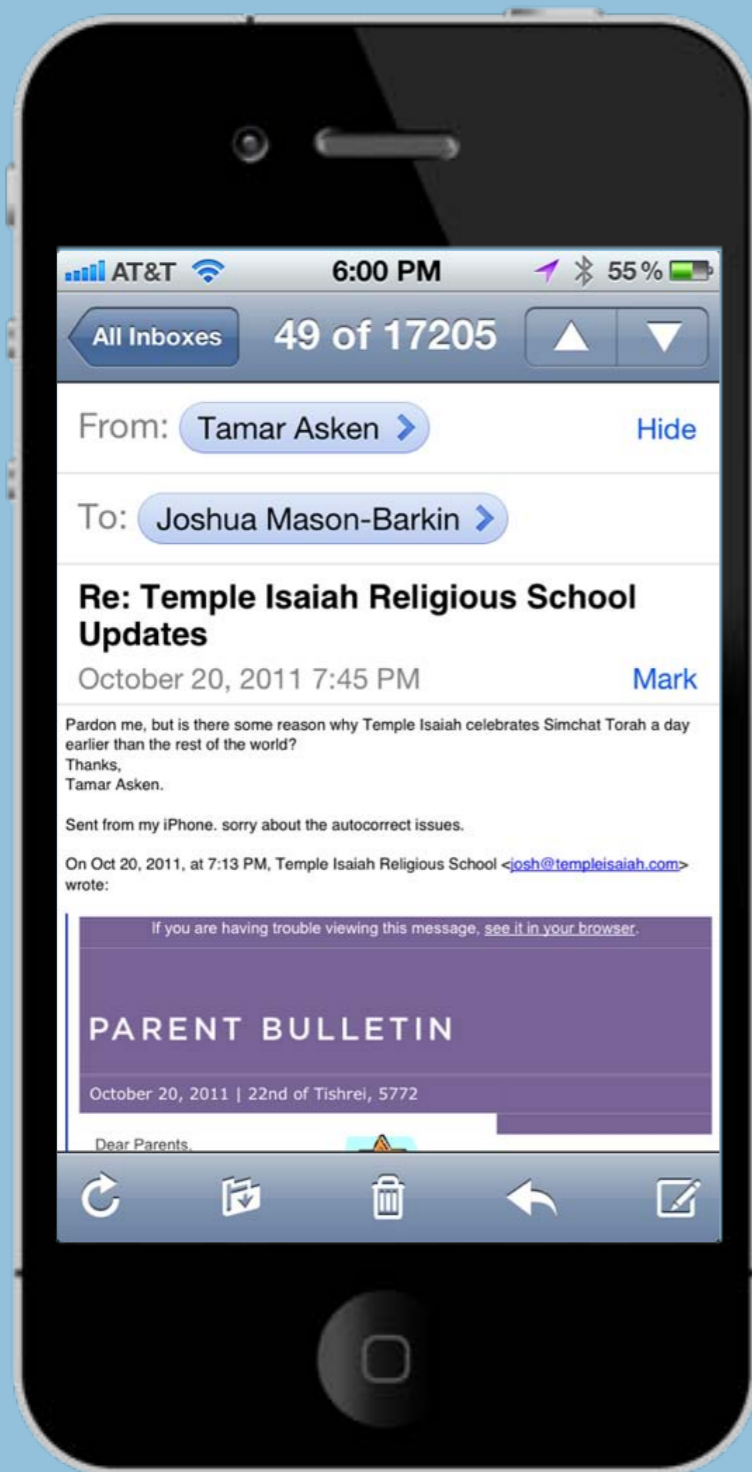 AT&T 6:00 PM 55%
All Inboxes 49 of 17205
From: Tamar Asken Hide
To: Joshua Mason-Barkin
Re: Temple Isaiah Religious School
Updates
October 20, 2011 7:45 PM Mark
Pardon me, but is there some reason why Temple Isaiah celebrates Simchat Torah a day
earlier than the rest of the world?
Thanks,
Tamar Asken.
Sent from my iPhone. sorry about the autocorrect issues.
On Oct 20, 2011, at 7:13 PM, Temple Isaiah Religious School <josh@templeisaiah.com>
wrote:
If you are having trouble viewing this message, see it in your browser.
PARENT BULLETIN
October 20, 2011 | 22nd of Tishrei, 5772
Dear Parents,